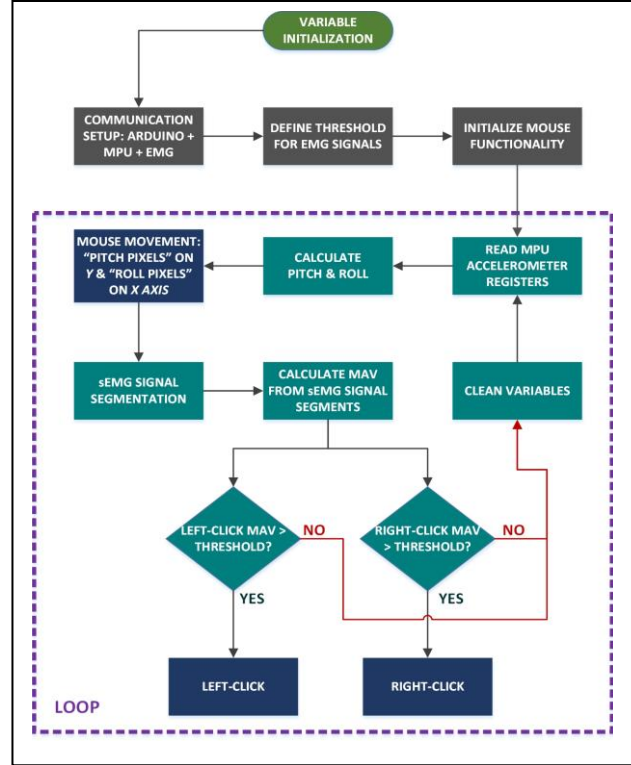 VARIABLE
INITIALIZATION
COMMUNICATION
SETUP: ARDUINO +
MPU + EMG
DEFINE THRESHOLD
FOR EMG SIGNALS
INITIALIZE MOUSE
FUNCTIONALITY
MOUSE MOVEMENT:
“PITCH PIXELS” ON
Y & “ROLL PIXELS”
ON X AXIS
CALCULATE
PITCH & ROLL
READ MPU
ACCELEROMETER
REGISTERS
sEMG SIGNAL
SEGMENTATION
CALCULATE MAV
FROM sEMG SIGNAL
SEGMENTS
CLEAN VARIABLES
LEFT-CLICK MAV >
THRESHOLD?
NO
RIGHT-CLICK MAV
> THRESHOLD?
NO
YES
YES
LEFT-CLICK
RIGHT-CLICK
LOOP